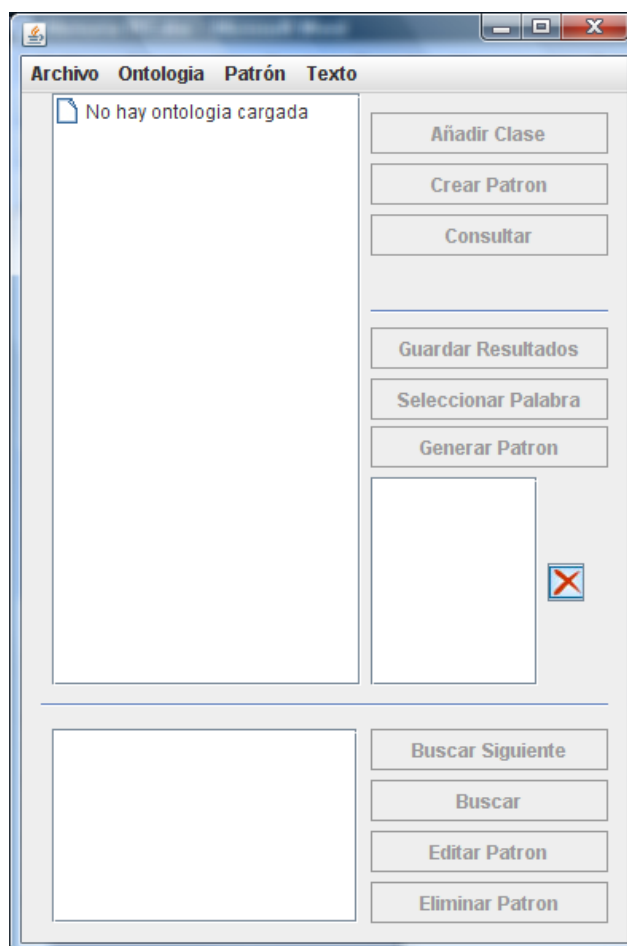 Archivo Ontologia Patrón Texto
No hay ontologia cargada
Añadir Clase
Crear Patron
Consultar
Guardar Resultados
Seleccionar Palabra
Generar Patron
Buscar Siguiente
Buscar
Editar Patron
Eliminar Patron